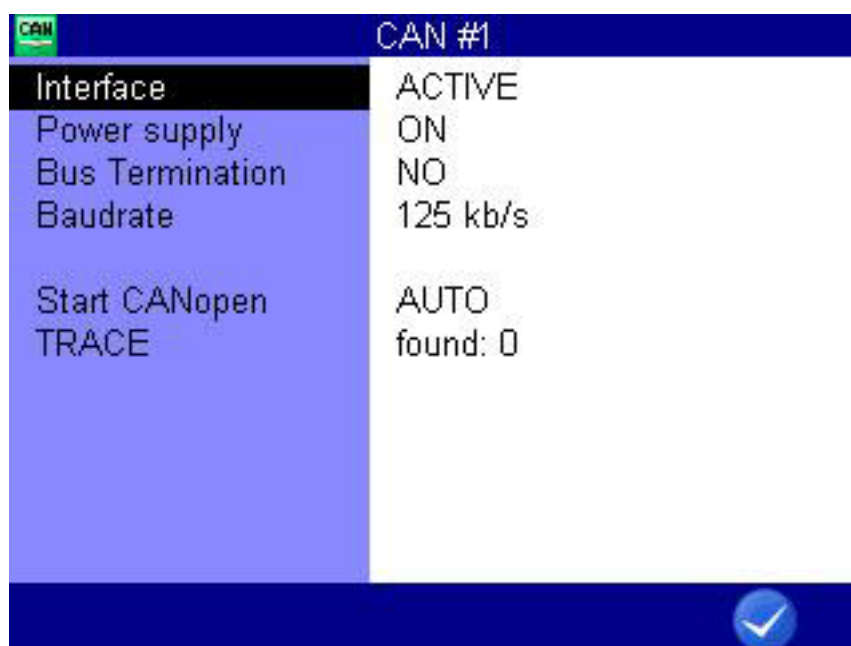 CAN CAN #1
Interface ACTIVE
Power supply ON
Bus Termination NO
Baudrate 125 kb/s
Start CANopen AUTO
TRACE found: 0